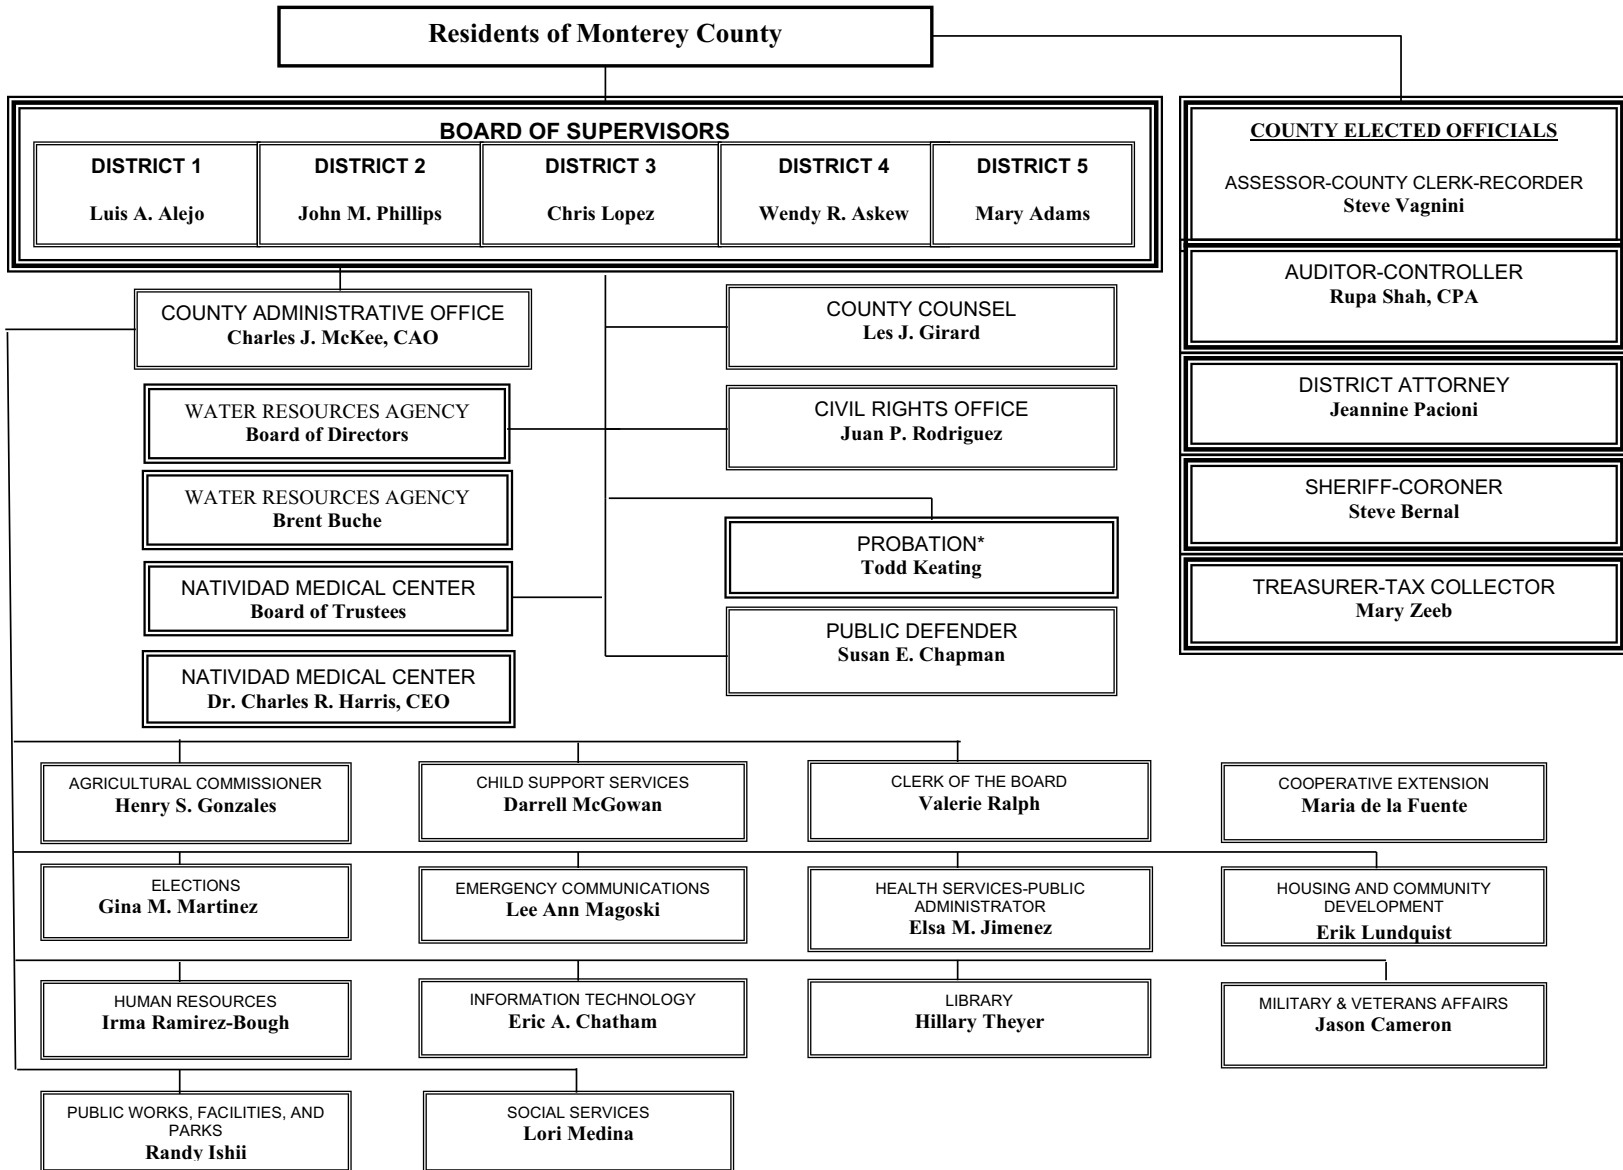 Residents of Monterey County
BOARD OF SUPERVISORS
DISTRICT 1
Luis A. Alejo
DISTRICT 2
John M. Phillips
DISTRICT 3
Chris Lopez
DISTRICT 4
Wendy R. Askew
DISTRICT 5
Mary Adams
COUNTY ELECTED OFFICIALS
ASSESSOR-COUNTY CLERK-RECORDER
Steve Vagnini
AUDITOR-CONTROLLER
Rupa Shah, CPA
DISTRICT ATTORNEY
Jeannine Pacioni
SHERIFF-CORONER
Steve Bernal
TREASURER-TAX COLLECTOR
Mary Zeeb
COUNTY ADMINISTRATIVE OFFICE
Charles J. McKee, CAO
WATER RESOURCES AGENCY
Board of Directors
WATER RESOURCES AGENCY
Brent Buche
NATIVIDAD MEDICAL CENTER
Board of Trustees
NATIVIDAD MEDICAL CENTER
Dr. Charles R. Harris, CEO
COUNTY COUNSEL
Les J. Girard
CIVIL RIGHTS OFFICE
Juan P. Rodriguez
PROBATION*
Todd Keating
PUBLIC DEFENDER
Susan E. Chapman
AGRICULTURAL COMMISSIONER
Henry S. Gonzales
CHILD SUPPORT SERVICES
Darrell McGowan
CLERK OF THE BOARD
Valerie Ralph
COOPERATIVE EXTENSION
Maria de la Fuente
ELECTIONS
Gina M. Martinez
EMERGENCY COMMUNICATIONS
Lee Ann Magoski
HEALTH SERVICES-PUBLIC
ADMINISTRATOR
Elsa M. Jimenez
HOUSING AND COMMUNITY
DEVELOPMENT
Erik Lundquist
HUMAN RESOURCES
Irma Ramirez-Bough
INFORMATION TECHNOLOGY
Eric A. Chatham
LIBRARY
Hillary Theyer
MILITARY & VETERANS AFFAIRS
Jason Cameron
PUBLIC WORKS, FACILITIES, AND
PARKS
Randy Ishii
SOCIAL SERVICES
Lori Medina